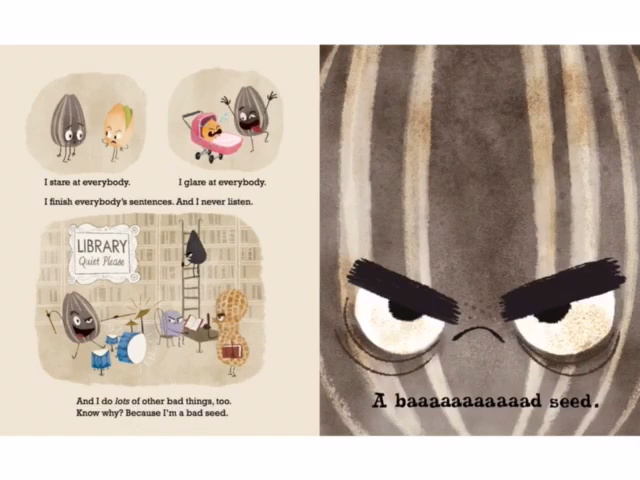 I stare at everybody.
I glare at everybody.
I finish everybody's sentences. And I never listen.
LIBRARY
Quiet Please
And I do lots of other bad things, too.
Know why? Because I'm a bad seed.
A baaaaaaaaaaaad seed.